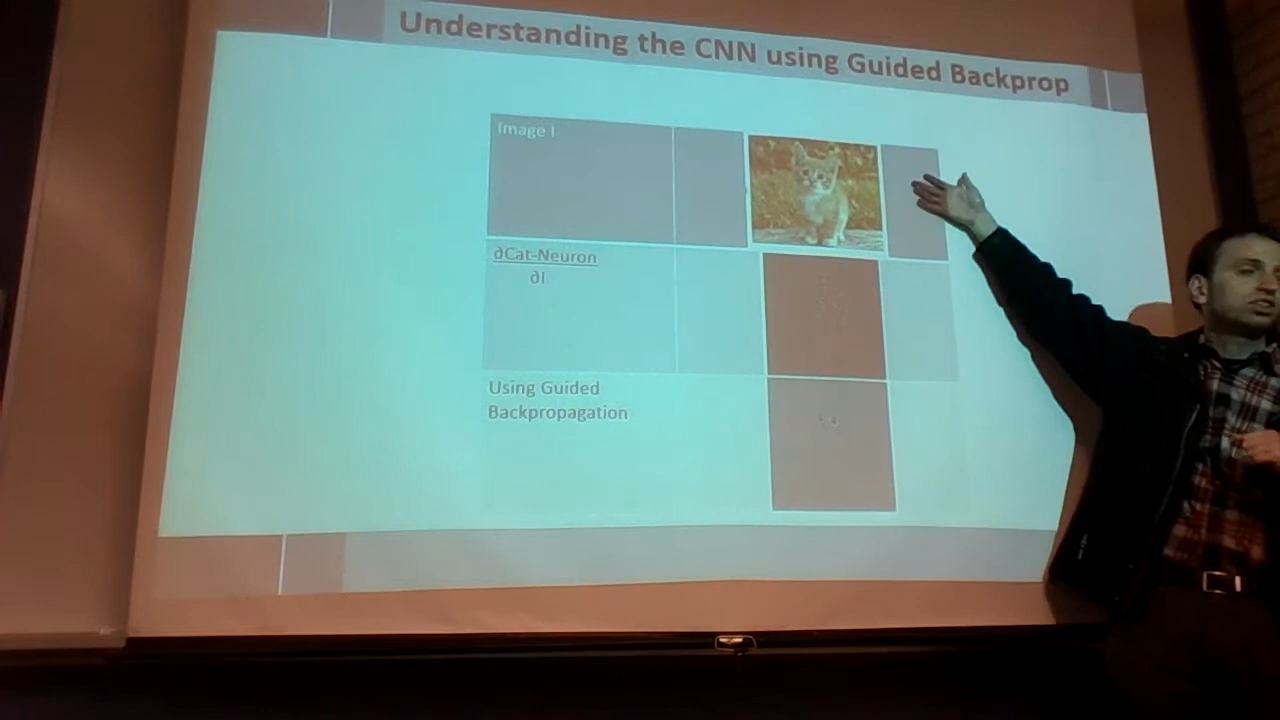 Understanding the CNN using Guided Backprop
Image I
∂Cat-Neuron
∂I
Using Guided
Backpropagation